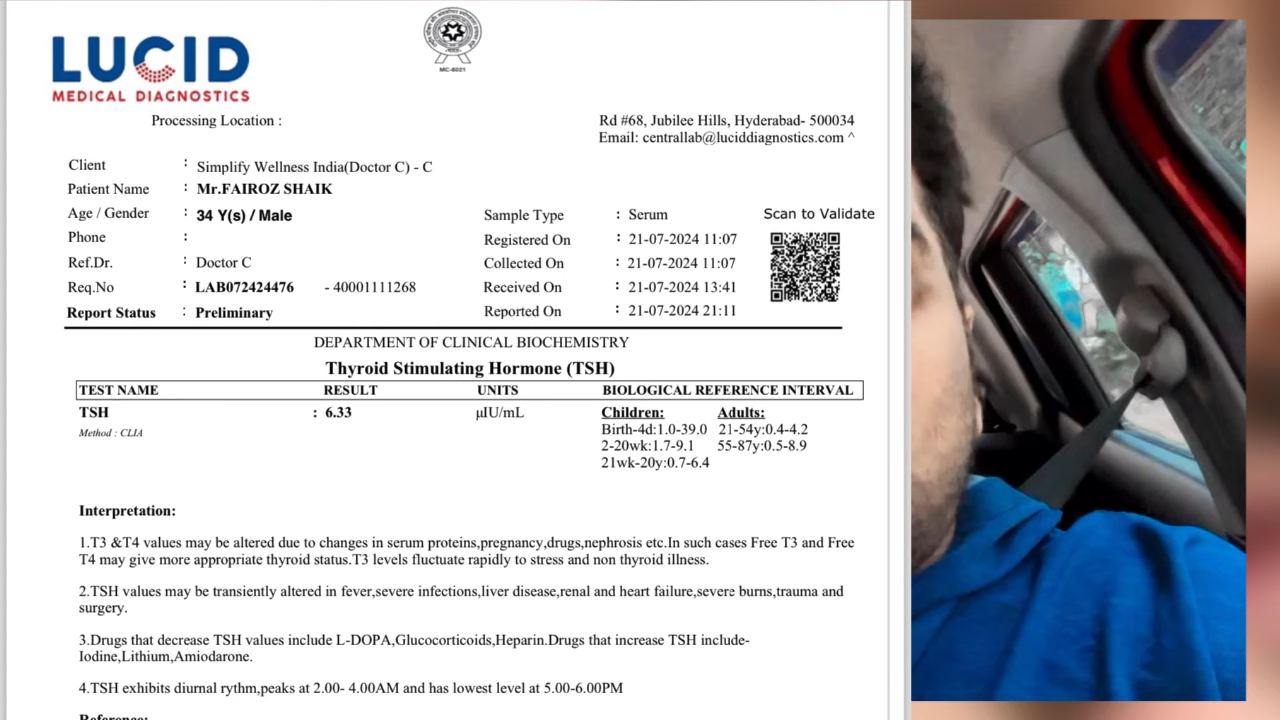 LUCID
MEDICAL DIAGNOSTICS
MC-6021
Processing Location :
Rd #68, Jubilee Hills, Hyderabad- 500034
Email: centrallab@luciddiagnostics.com ^
Client : Simplify Wellness India(Doctor C) - C
Patient Name : Mr.FAIROZ SHAIK
Age / Gender : 34 Y(s) / Male Sample Type : Serum Scan to Validate
Phone : Registered On : 21-07-2024 11:07
Ref.Dr. : Doctor C Collected On : 21-07-2024 11:07
Req.No : LAB072424476 - 40001111268 Received On : 21-07-2024 13:41
Report Status : Preliminary Reported On : 21-07-2024 21:11
DEPARTMENT OF CLINICAL BIOCHEMISTRY
Thyroid Stimulating Hormone (TSH)
TEST NAME RESULT UNITS BIOLOGICAL REFERENCE INTERVAL
TSH : 6.33 µIU/mL Children: Adults:
Method : CLIA Birth-4d:1.0-39.0 21-54y:0.4-4.2
2-20wk:1.7-9.1 55-87y:0.5-8.9
21wk-20y:0.7-6.4
Interpretation:
1.T3 &T4 values may be altered due to changes in serum proteins,pregnancy,drugs,nephrosis etc.In such cases Free T3 and Free
T4 may give more appropriate thyroid status.T3 levels fluctuate rapidly to stress and non thyroid illness.
2.TSH values may be transiently altered in fever,severe infections,liver disease,renal and heart failure,severe burns,trauma and
surgery.
3.Drugs that decrease TSH values include L-DOPA,Glucocorticoids,Heparin.Drugs that increase TSH include-
Iodine,Lithium,Amiodarone.
4.TSH exhibits diurnal rythm,peaks at 2.00- 4.00AM and has lowest level at 5.00-6.00PM
Reference: